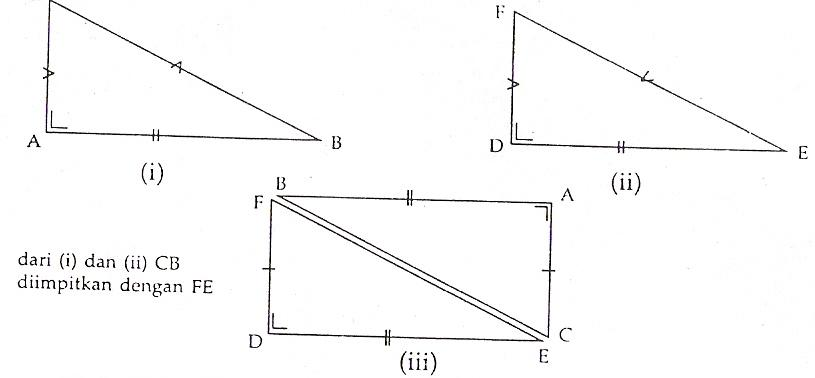 F
A
B
D
E
(i)
(ii)
B
A
F
dari (i) dan (ii) CB
diimpitkan dengan FE
D
C
E
(iii)